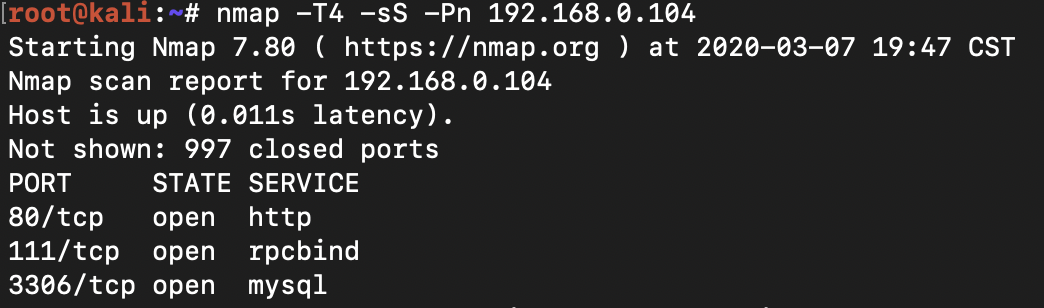 [root@kali:~# nmap -T4 -sS -Pn 192.168.0.104
Starting Nmap 7.80 ( https://nmap.org ) at 2020-03-07 19:47 CST
Nmap scan report for 192.168.0.104
Host is up (0.011s latency).
Not shown: 997 closed ports
PORT     STATE SERVICE
80/tcp   open  http
111/tcp  open  rpcbind
3306/tcp open  mysql